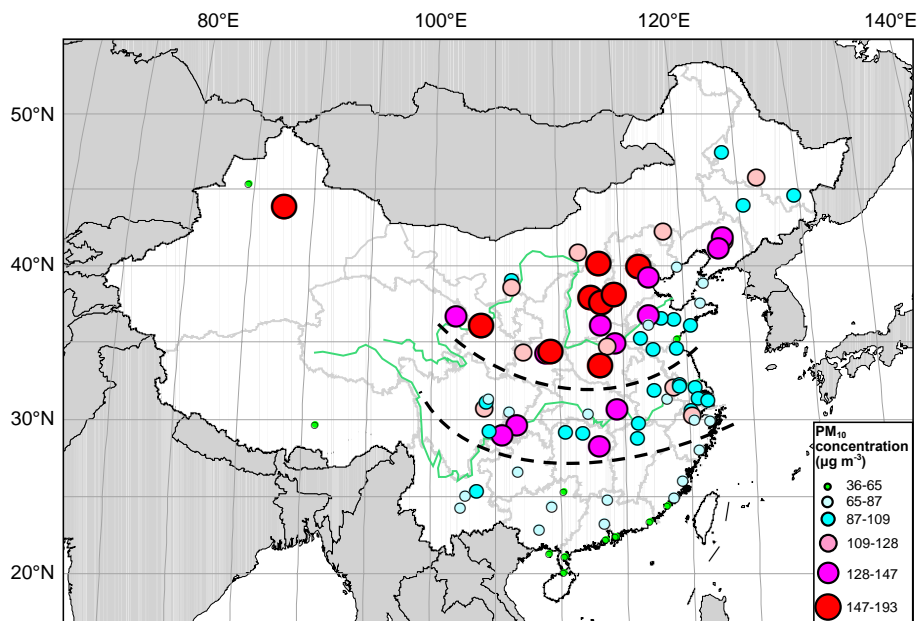 80°E 100°E 120°E 140°E
50°N
40°N
30°N
20°N
PM₁₀
concentration
(µg m⁻³)
36-65
65-87
87-109
109-128
128-147
147-193